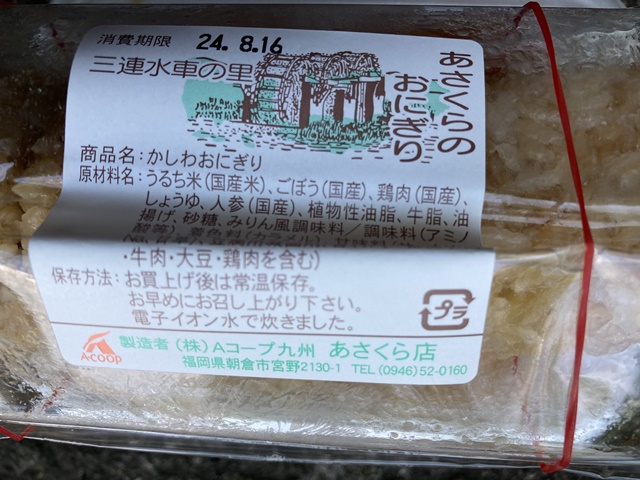 消費期限 24.8.16
三連水車の里
あさくらの
おにぎり
商品名:かしわおにぎり
原材料名:うるち米(国産米)、ごぼう(国産)、鶏肉(国産)、
しょうゆ、人参(国産)、植物性油脂、牛脂、油
揚げ、砂糖、みりん風調味料/調味料(アミノ
酸等)、着色料
・牛肉・大豆・鶏肉を含む)
保存方法:お買上げ後は常温保存。
お早めにお召し上がり下さい。
電子イオン水で炊きました。
プラ
A-COOP
製造者(株)Aコープ九州 あさくら店
福岡県朝倉市宮野2130-1 TEL(0946)52-0160